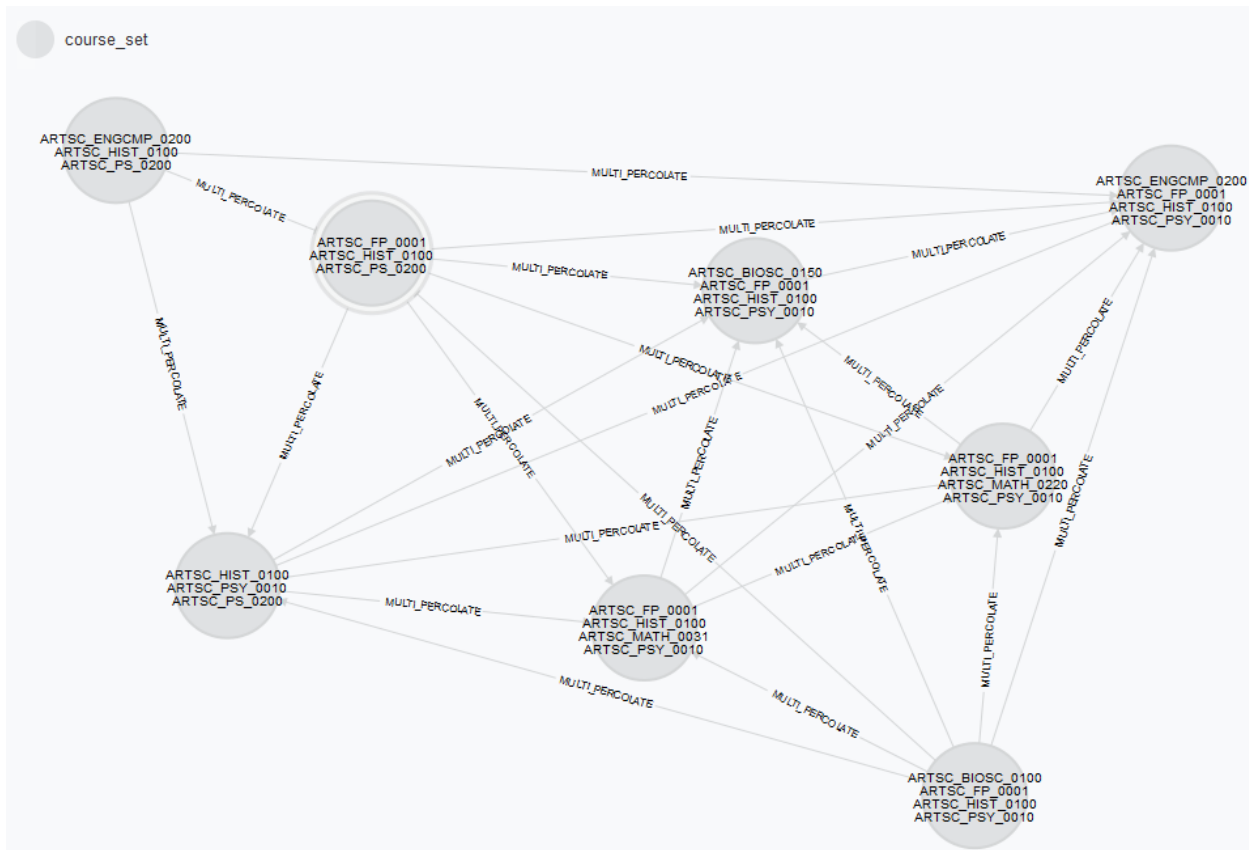 course_set
ARTSC_ENGCMP_0200
ARTSC_HIST_0100
ARTSC_PS_0200
MULTI_PERCOLATE
MULTI_PERCOLATE
ARTSC_ENGCMP_0200
ARTSC_FP_0001
ARTSC_HIST_0100
ARTSC_PSY_0010
ARTSC_FP_0001
ARTSC_HIST_0100
ARTSC_PS_0200
MULTI_PERCOLATE
MULTI_PERCOLATE
MULTI_PERCOLATE
ARTSC_BIOSC_0150
ARTSC_FP_0001
ARTSC_HIST_0100
ARTSC_PSY_0010
MULTI_PERCOLATE
MULTI_PERCOLATE
MULTI_PERCOLATE
MULTI_PERCOLATE
MULTI_PERCOLATE
MULTI_PERCOLATE
MULTI_PERCOLATE
MULTI_PERCOLATE
MULTI_PERCOLATE
MULTI_PERCOLATE
MULTI_PERCOLATE
ARTSC_FP_0001
ARTSC_HIST_0100
ARTSC_MATH_0220
ARTSC_PSY_0010
MULTI_PERCOLATE
MULTI_PERCOLATE
MULTI_PERCOLATE
MULTI_PERCOLATE
MULTI_PERCOLATE
MULTI_PERCOLATE
ARTSC_HIST_0100
ARTSC_PSY_0010
ARTSC_PS_0200
MULTI_PERCOLATE
ARTSC_FP_0001
ARTSC_HIST_0100
ARTSC_MATH_0031
ARTSC_PSY_0010
MULTI_PERCOLATE
MULTI_PERCOLATE
MULTI_PERCOLATE
ARTSC_BIOSC_0100
ARTSC_FP_0001
ARTSC_HIST_0100
ARTSC_PSY_0010